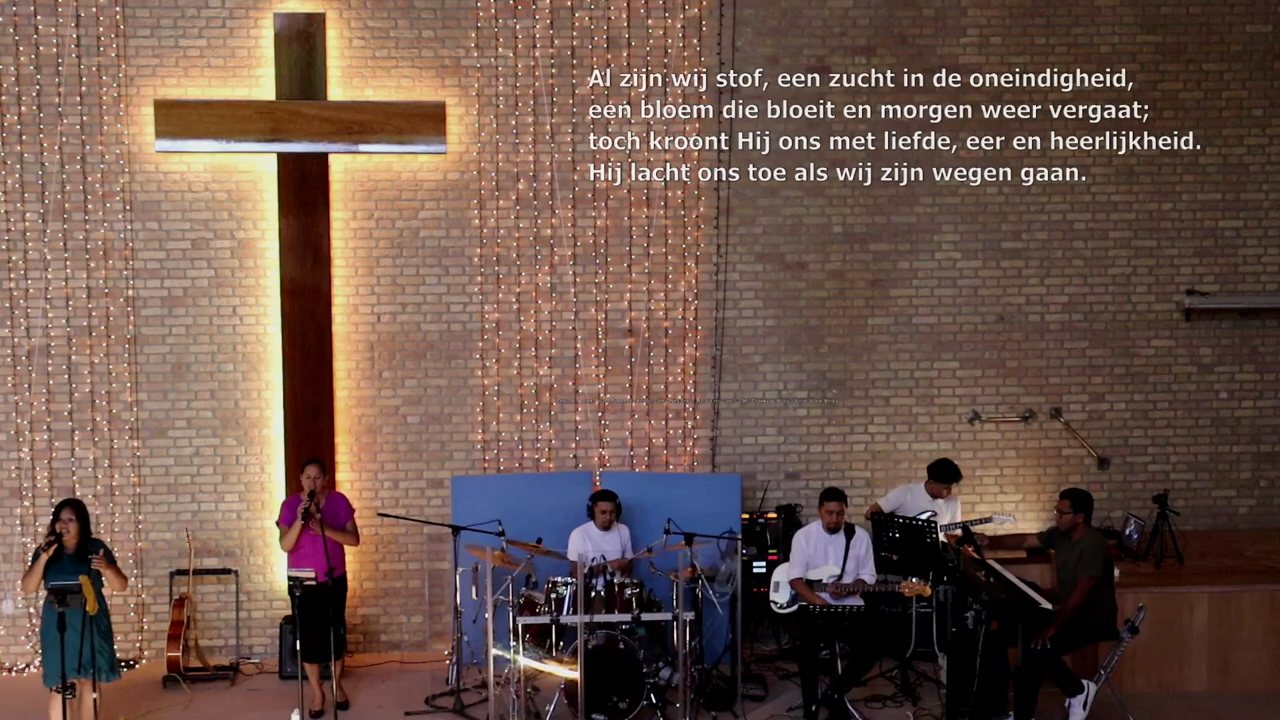 Al zijn wij stof, een zucht in de oneindigheid,
een bloem die bloeit en morgen weer vergaat;
toch kroont Hij ons met liefde, eer en heerlijkheid.
Hij lacht ons toe als wij zijn wegen gaan.